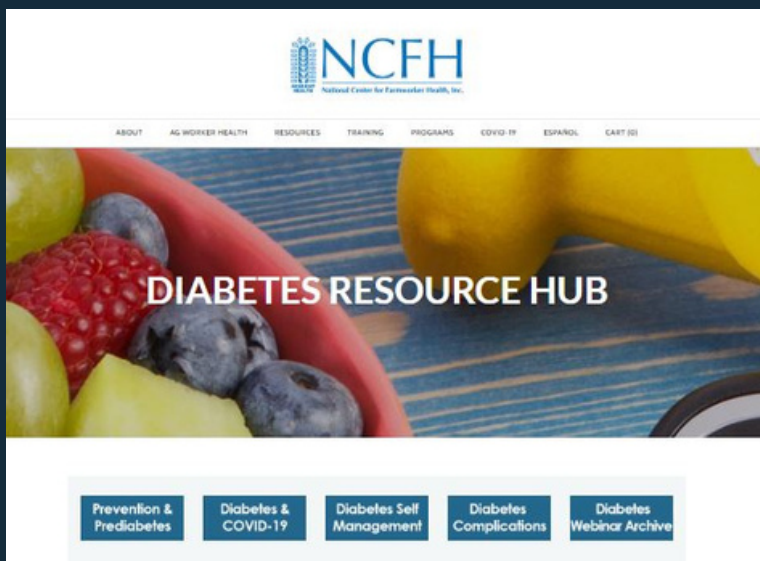 NCFH
National Center for Farmworker Health, Inc.
ABOUT AG WORKER HEALTH RESOURCES TRAINING PROGRAMS COVID-19 ESPAÑOL CART (0)
DIABETES RESOURCE HUB
Prevention &
Prediabetes
Diabetes &
COVID-19
Diabetes Self
Management
Diabetes
Complications
Diabetes
Webinar Archive